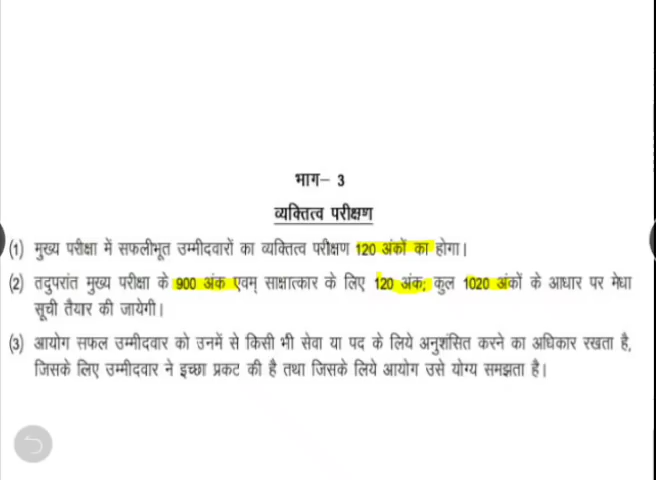 भाग– 3
व्यक्तित्व परीक्षण
(1) मुख्य परीक्षा में सफलीभूत उम्मीदवारों का व्यक्तित्व परीक्षण 120 अंकों का होगा।
(2) तदुपरांत मुख्य परीक्षा के 900 अंक एवम् साक्षात्कार के लिए 120 अंक; कुल 1020 अंकों के आधार पर मेधा
सूची तैयार की जायेगी।
(3) आयोग सफल उम्मीदवार को उनमें से किसी भी सेवा या पद के लिये अनुशंसित करने का अधिकार रखता है,
जिसके लिए उम्मीदवार ने इच्छा प्रकट की है तथा जिसके लिये आयोग उसे योग्य समझता है।